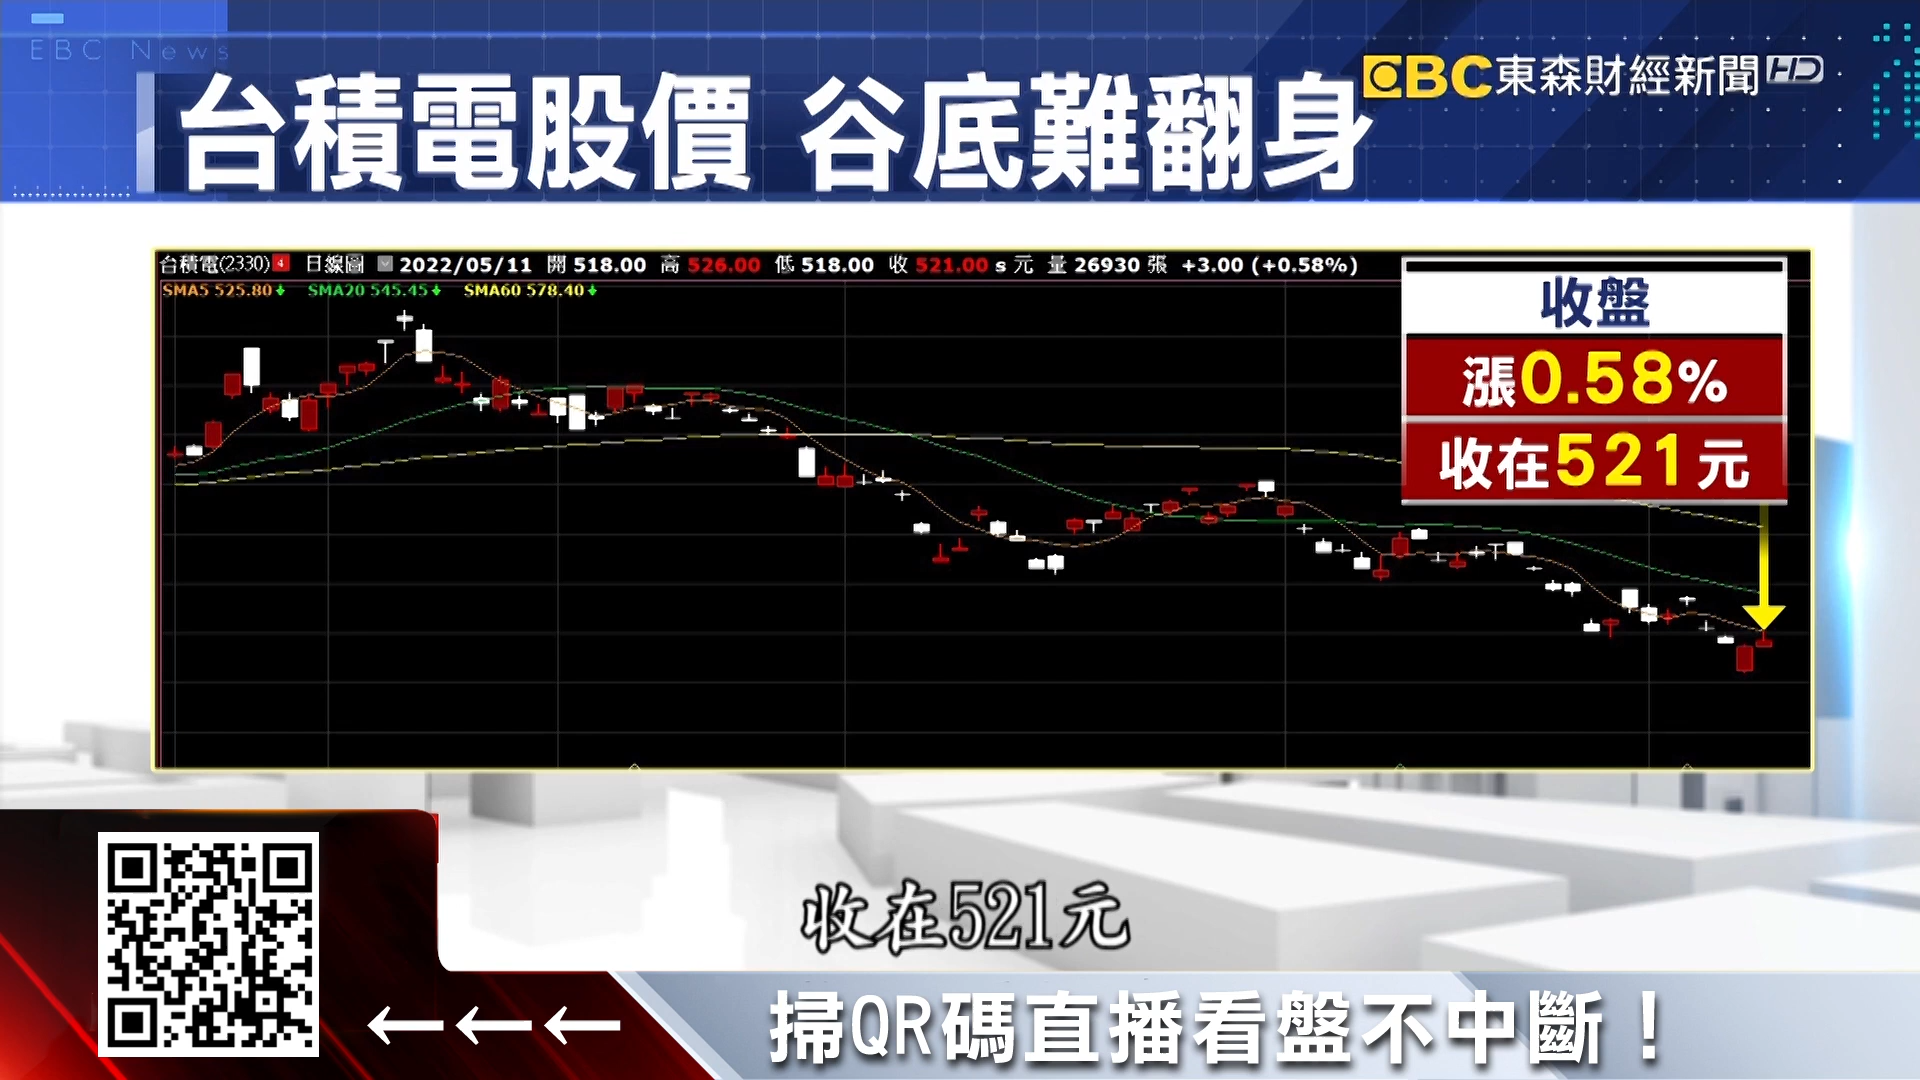 EBC News
台積電股價 谷底難翻身
EBC東森財經新聞HD
台積電(2330) 4 日線圖 2022/05/11 開 518.00 高 526.00 低 518.00 收 521.00 s 元 量 26930 張 +3.00 (+0.58%)
SMA5 525.80↓ SMA20 545.45↓ SMA60 578.40↓
收盤
漲0.58%
收在521元
收在521元
←←← 掃QR碼直播看盤不中斷！